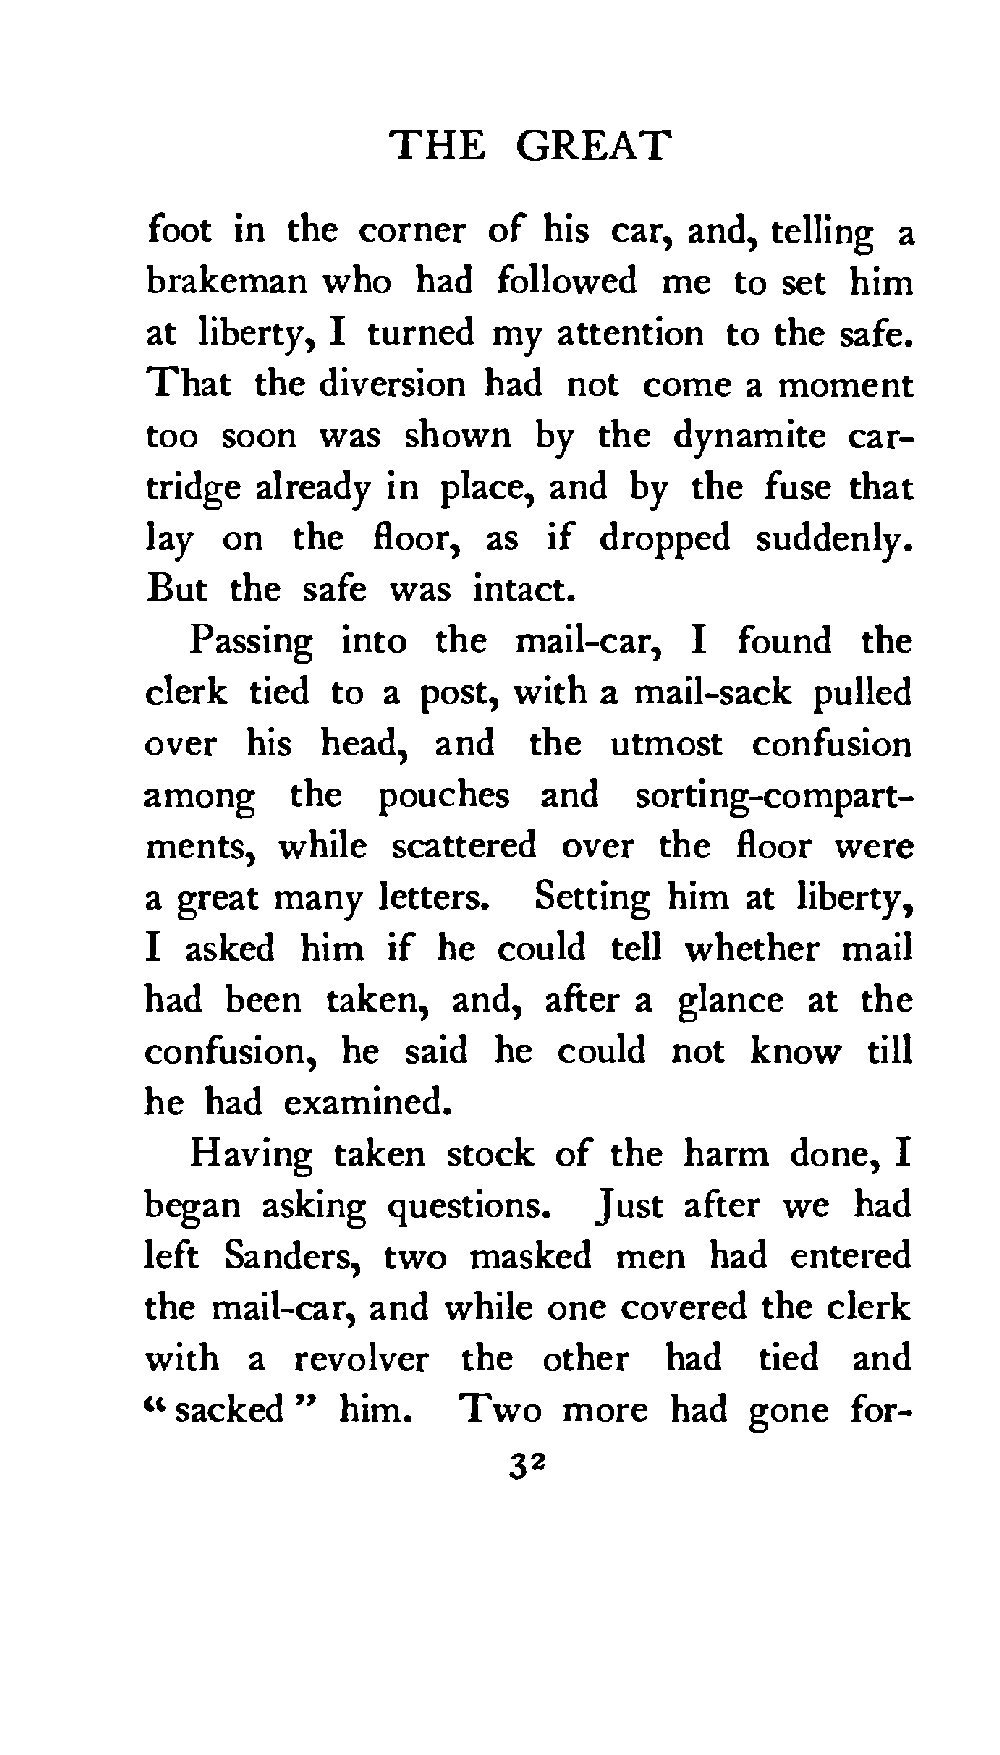 THE GREAT
foot in the corner of his car, and, telling a
brakeman who had followed me to set him
at liberty, I turned my attention to the safe.
That the diversion had not come a moment
too soon was shown by the dynamite car-
tridge already in place, and by the fuse that
lay on the floor, as if dropped suddenly.
But the safe was intact.
Passing into the mail-car, I found the
clerk tied to a post, with a mail-sack pulled
over his head, and the utmost confusion
among the pouches and sorting-compart-
ments, while scattered over the floor were
a great many letters. Setting him at liberty,
I asked him if he could tell whether mail
had been taken, and, after a glance at the
confusion, he said he could not know till
he had examined.
Having taken stock of the harm done, I
began asking questions. Just after we had
left Sanders, two masked men had entered
the mail-car, and while one covered the clerk
with a revolver the other had tied and
“ sacked ” him. Two more had gone for-
32